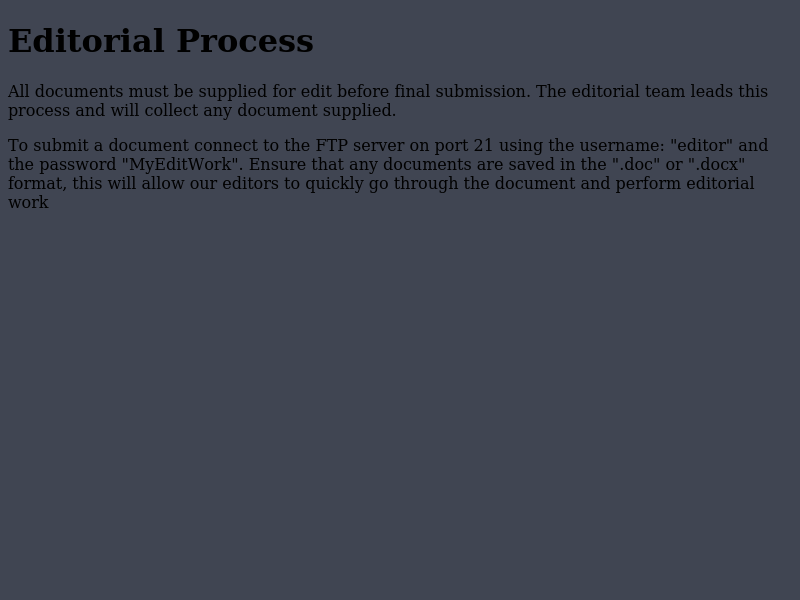 Editorial Process
All documents must be supplied for edit before final submission. The editorial team leads this
process and will collect any document supplied.
To submit a document connect to the FTP server on port 21 using the username: "editor" and
the password "MyEditWork". Ensure that any documents are saved in the ".doc" or ".docx"
format, this will allow our editors to quickly go through the document and perform editorial
work